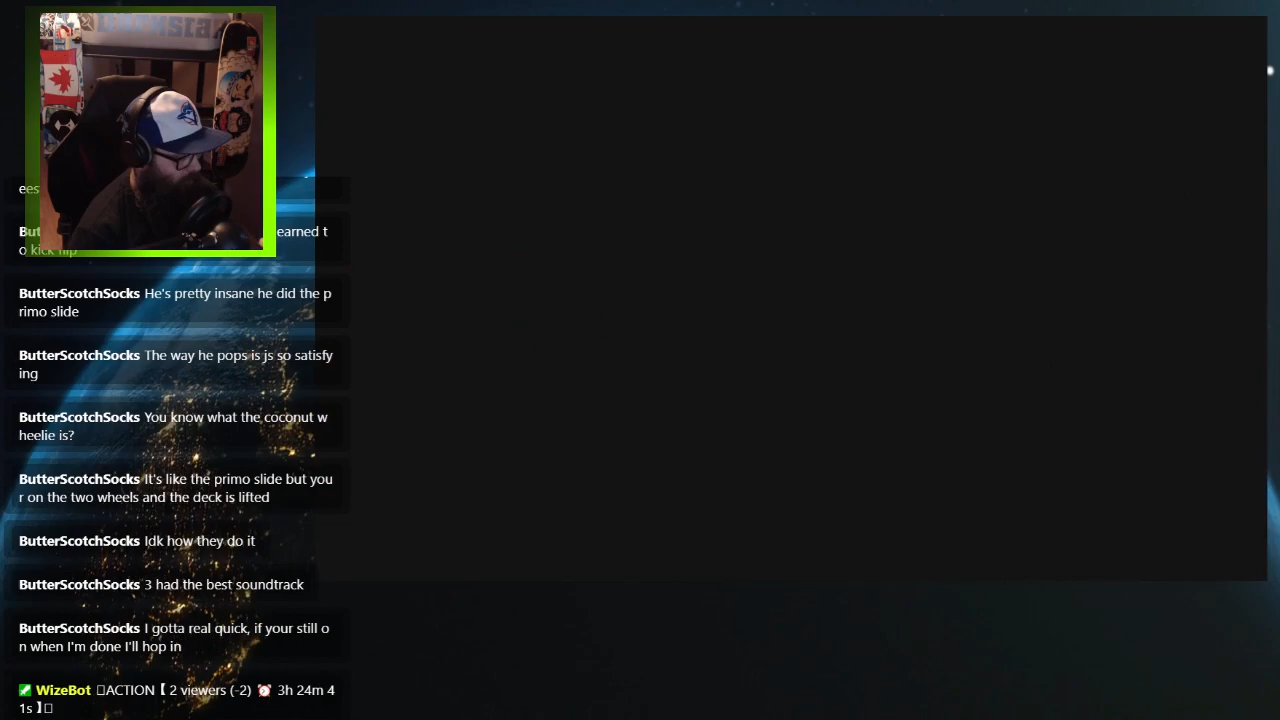 DARKSTAR
ees
But earned t
o kick flip
ButterScotchSocks He's pretty insane he did the p
rimo slide
ButterScotchSocks The way he pops is js so satisfy
ing
ButterScotchSocks You know what the coconut w
heelie is?
ButterScotchSocks It's like the primo slide but you
r on the two wheels and the deck is lifted
ButterScotchSocks Idk how they do it
ButterScotchSocks 3 had the best soundtrack
ButterScotchSocks I gotta real quick, if your still o
n when I'm done I'll hop in
WizeBot ACTION【 2 viewers (-2) ⏰ 3h 24m 4
1s 】